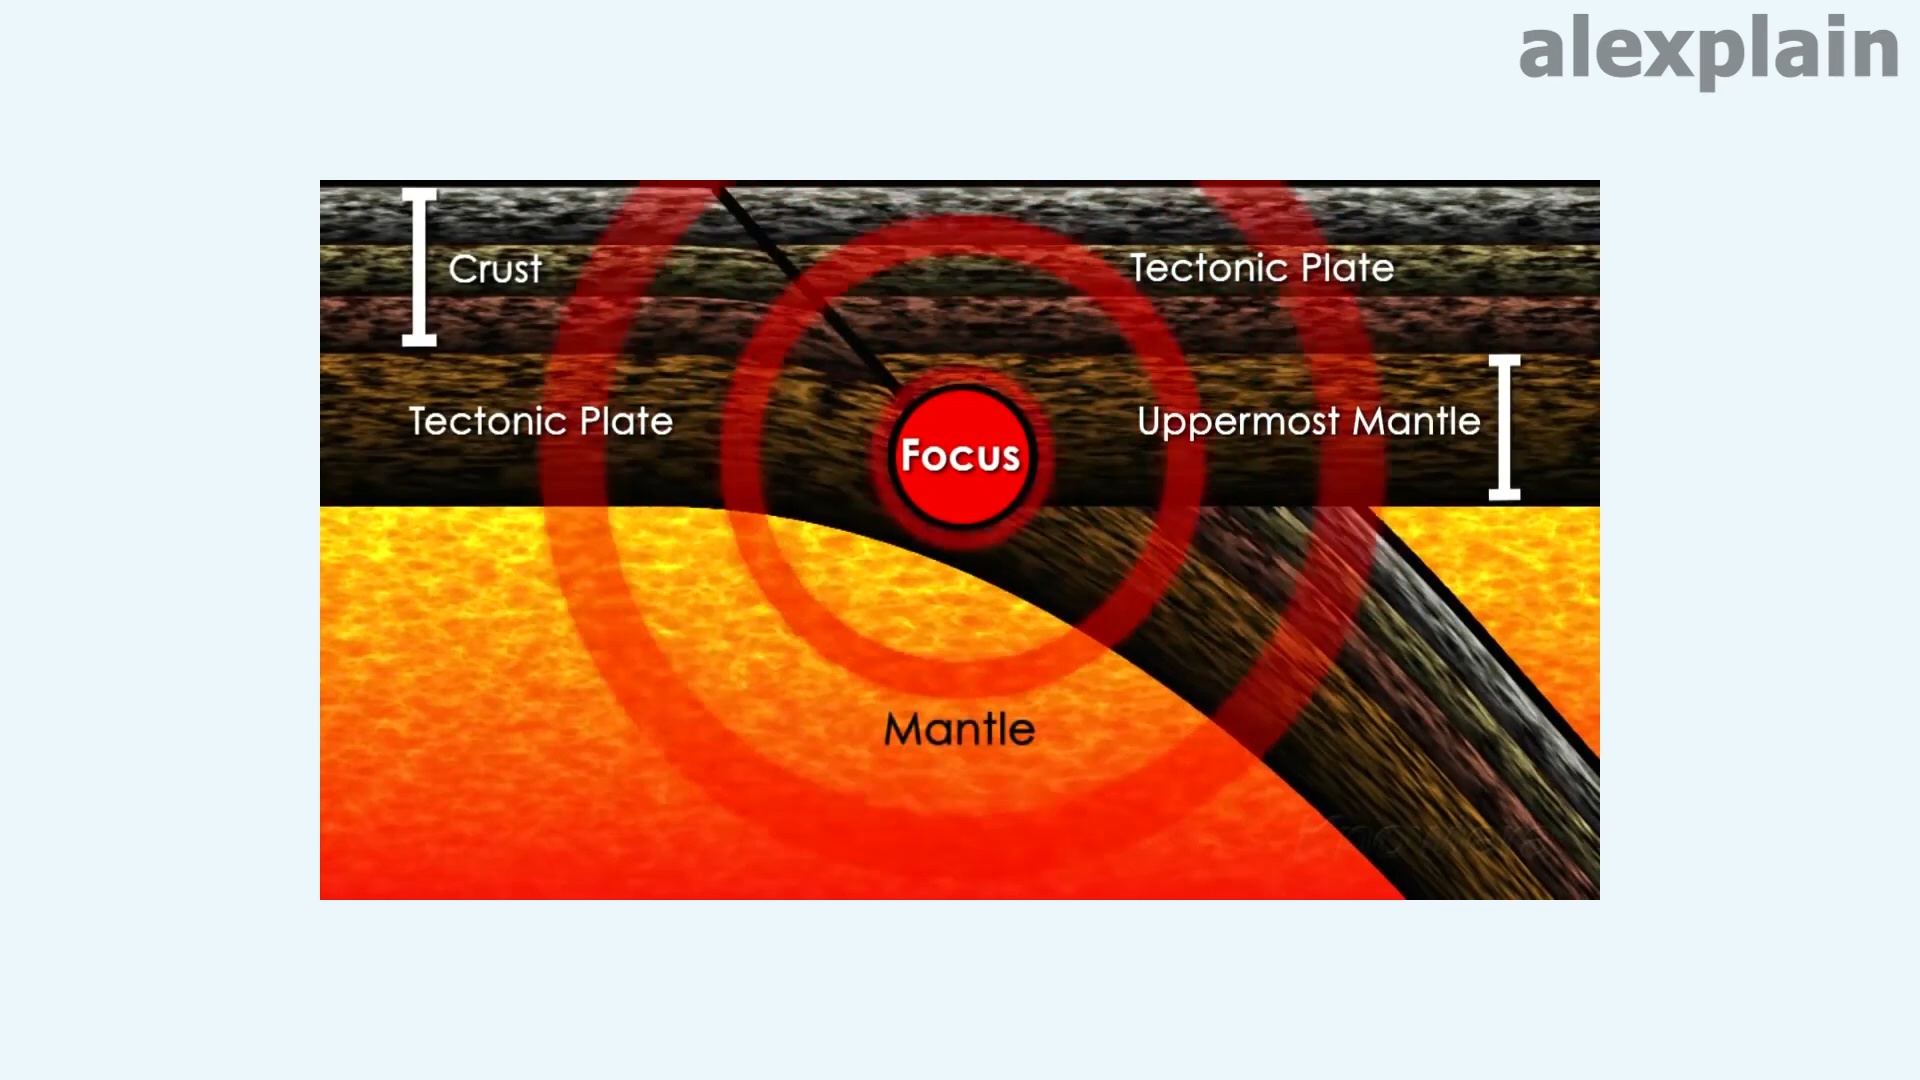 alexplain
Crust
Tectonic Plate
Tectonic Plate
Uppermost Mantle
Focus
Mantle